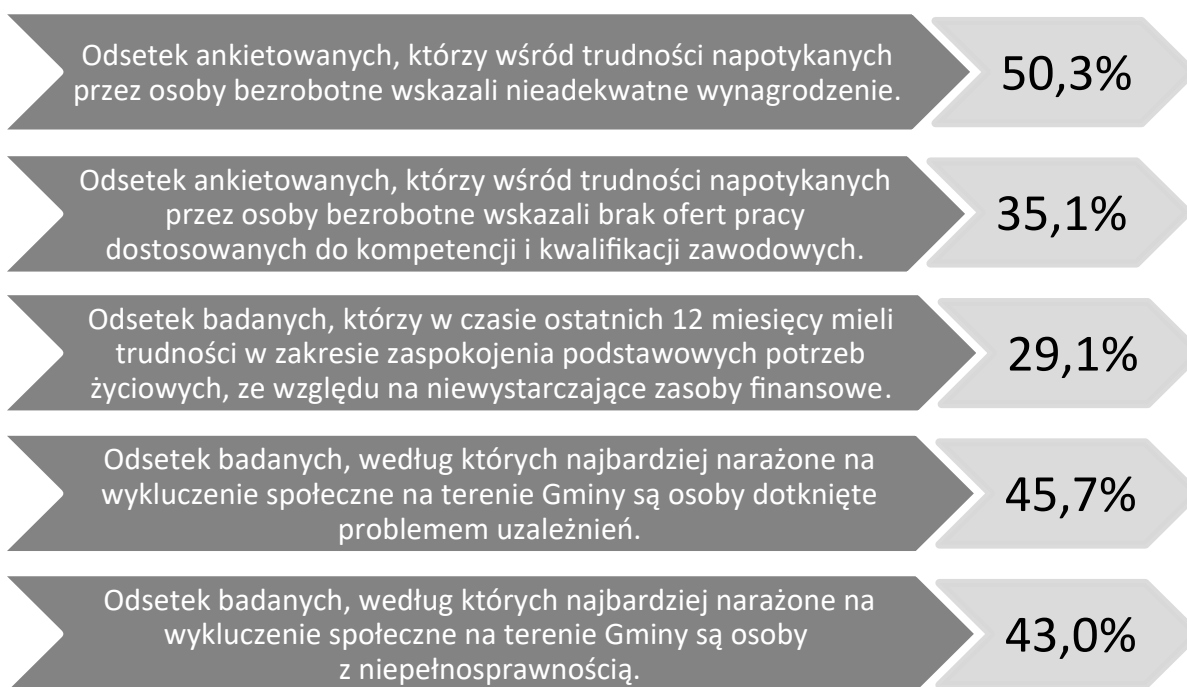 Odsetek ankietowanych, którzy wśród trudności napotykanych
przez osoby bezrobotne wskazali nieadekwatne wynagrodzenie.
50,3%
Odsetek ankietowanych, którzy wśród trudności napotykanych
przez osoby bezrobotne wskazali brak ofert pracy
dostosowanych do kompetencji i kwalifikacji zawodowych.
35,1%
Odsetek badanych, którzy w czasie ostatnich 12 miesięcy mieli
trudności w zakresie zaspokojenia podstawowych potrzeb
życiowych, ze względu na niewystarczające zasoby finansowe.
29,1%
Odsetek badanych, według których najbardziej narażone na
wykluczenie społeczne na terenie Gminy są osoby dotknięte
problemem uzależnień.
45,7%
Odsetek badanych, według których najbardziej narażone na
wykluczenie społeczne na terenie Gminy są osoby
z niepełnosprawnością.
43,0%